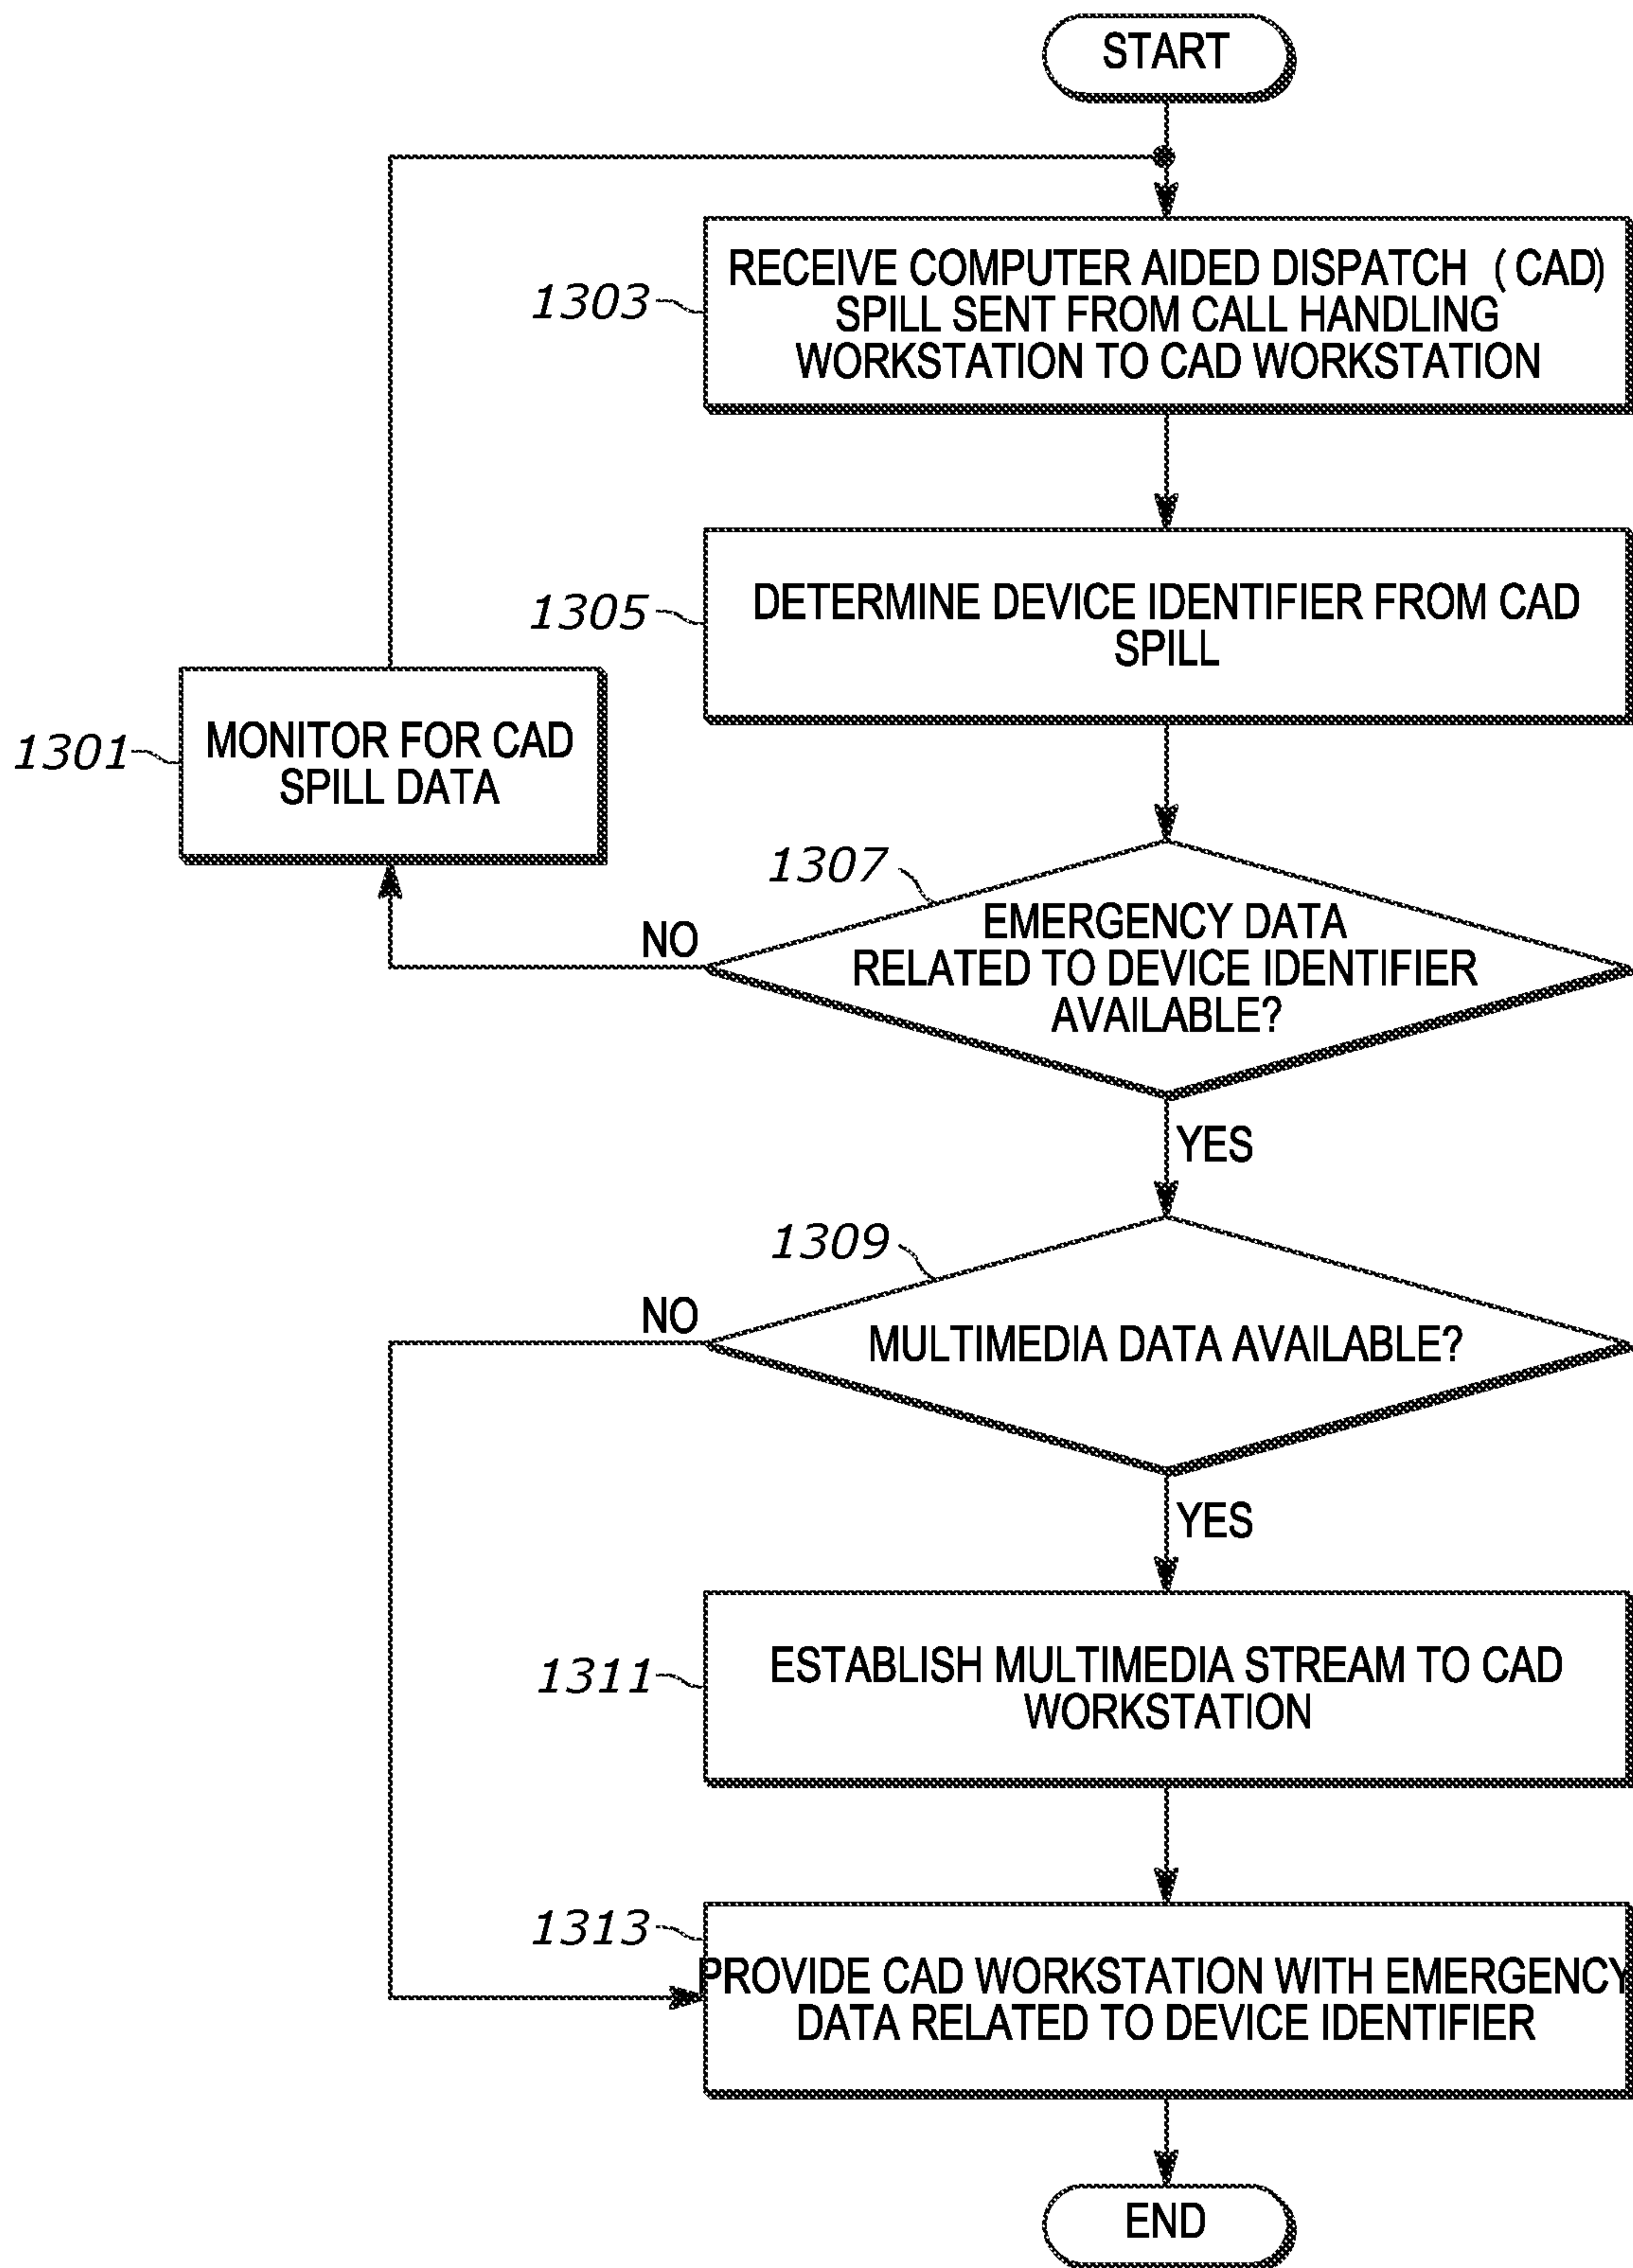 START
1303
RECEIVE COMPUTER AIDED DISPATCH (CAD)
SPILL SENT FROM CALL HANDLING
WORKSTATION TO CAD WORKSTATION
1305
DETERMINE DEVICE IDENTIFIER FROM CAD
SPILL
1301
MONITOR FOR CAD
SPILL DATA
1307
EMERGENCY DATA
RELATED TO DEVICE IDENTIFIER
AVAILABLE?
NO
YES
1309
MULTIMEDIA DATA AVAILABLE?
NO
YES
1311
ESTABLISH MULTIMEDIA STREAM TO CAD
WORKSTATION
1313
PROVIDE CAD WORKSTATION WITH EMERGENCY
DATA RELATED TO DEVICE IDENTIFIER
END